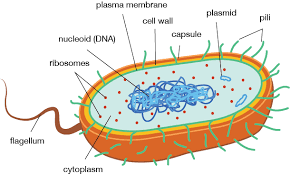 plasma membrane
cell wall
plasmid
pili
nucleoid (DNA)
capsule
ribosomes
flagellum
cytoplasm